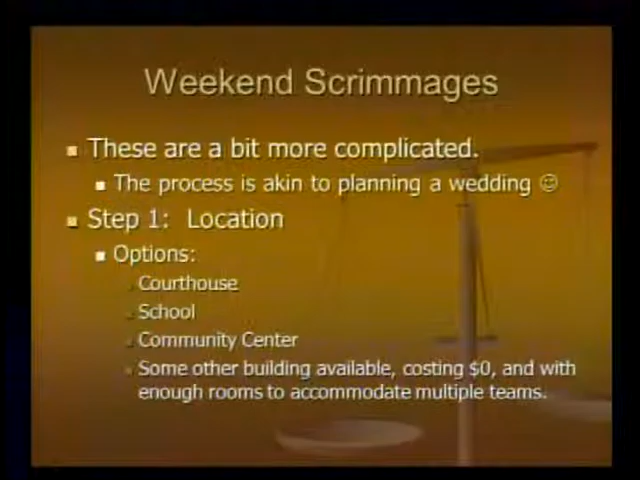 Weekend Scrimmages
These are a bit more complicated.
The process is akin to planning a wedding ☺
Step 1: Location
Options:
Courthouse
School
Community Center
Some other building available, costing $0, and with
enough rooms to accommodate multiple teams.